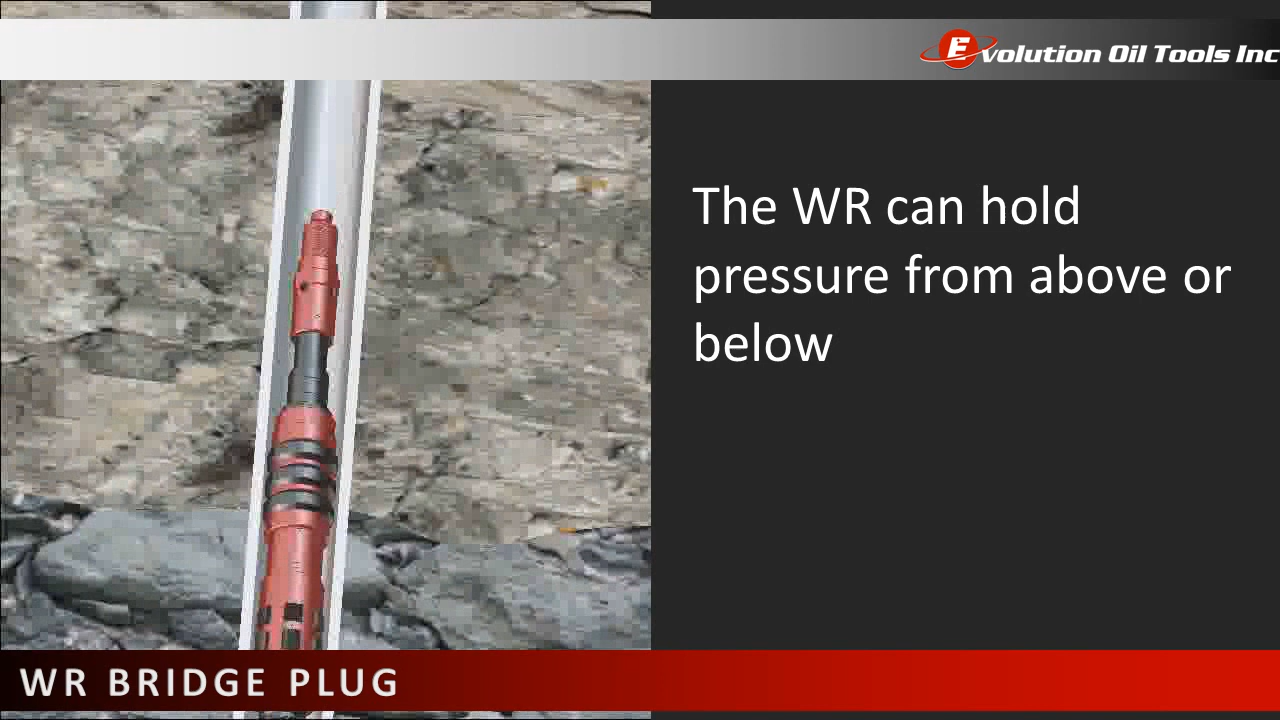 Evolution Oil Tools Inc
The WR can hold
pressure from above or
below
WR BRIDGE PLUG